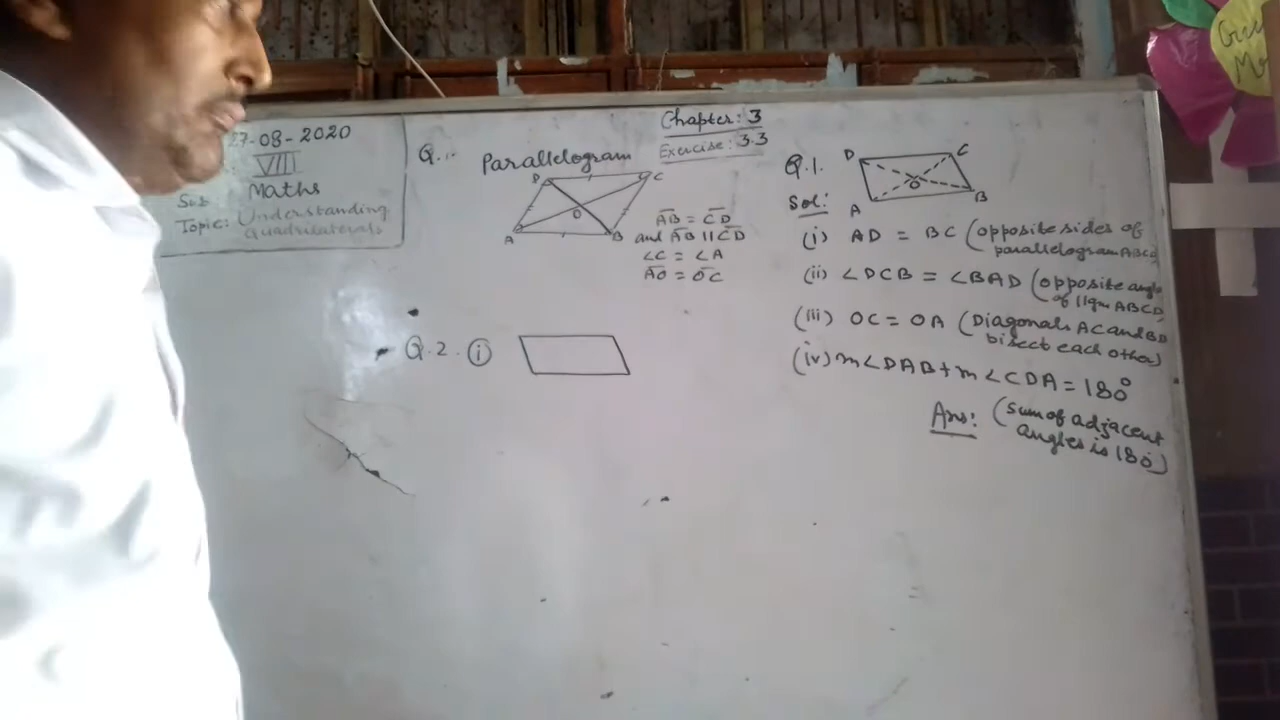 7-08-2020
VIII
Sub Maths
Topic: Understanding
Quadrilaterals
Chapter: 3
Exercise: 3.3
Q.
Parallelogram
D C
O
A B
AB = CD
and AB || CD
∠C = ∠A
AO = OC
Q.2. (i)
Q.1.
D C
O
A B
Sol:
(i) AD = BC (opposite sides of
parallelogram ABCD
(ii) ∠DCB = ∠BAD (opposite angle
of ||gm ABCD)
(iii) OC = OA (Diagonals AC and BD
bisect each other)
(iv) m∠DAB + m∠CDA = 180°
Ans: (Sum of adjacent
angles is 180°)